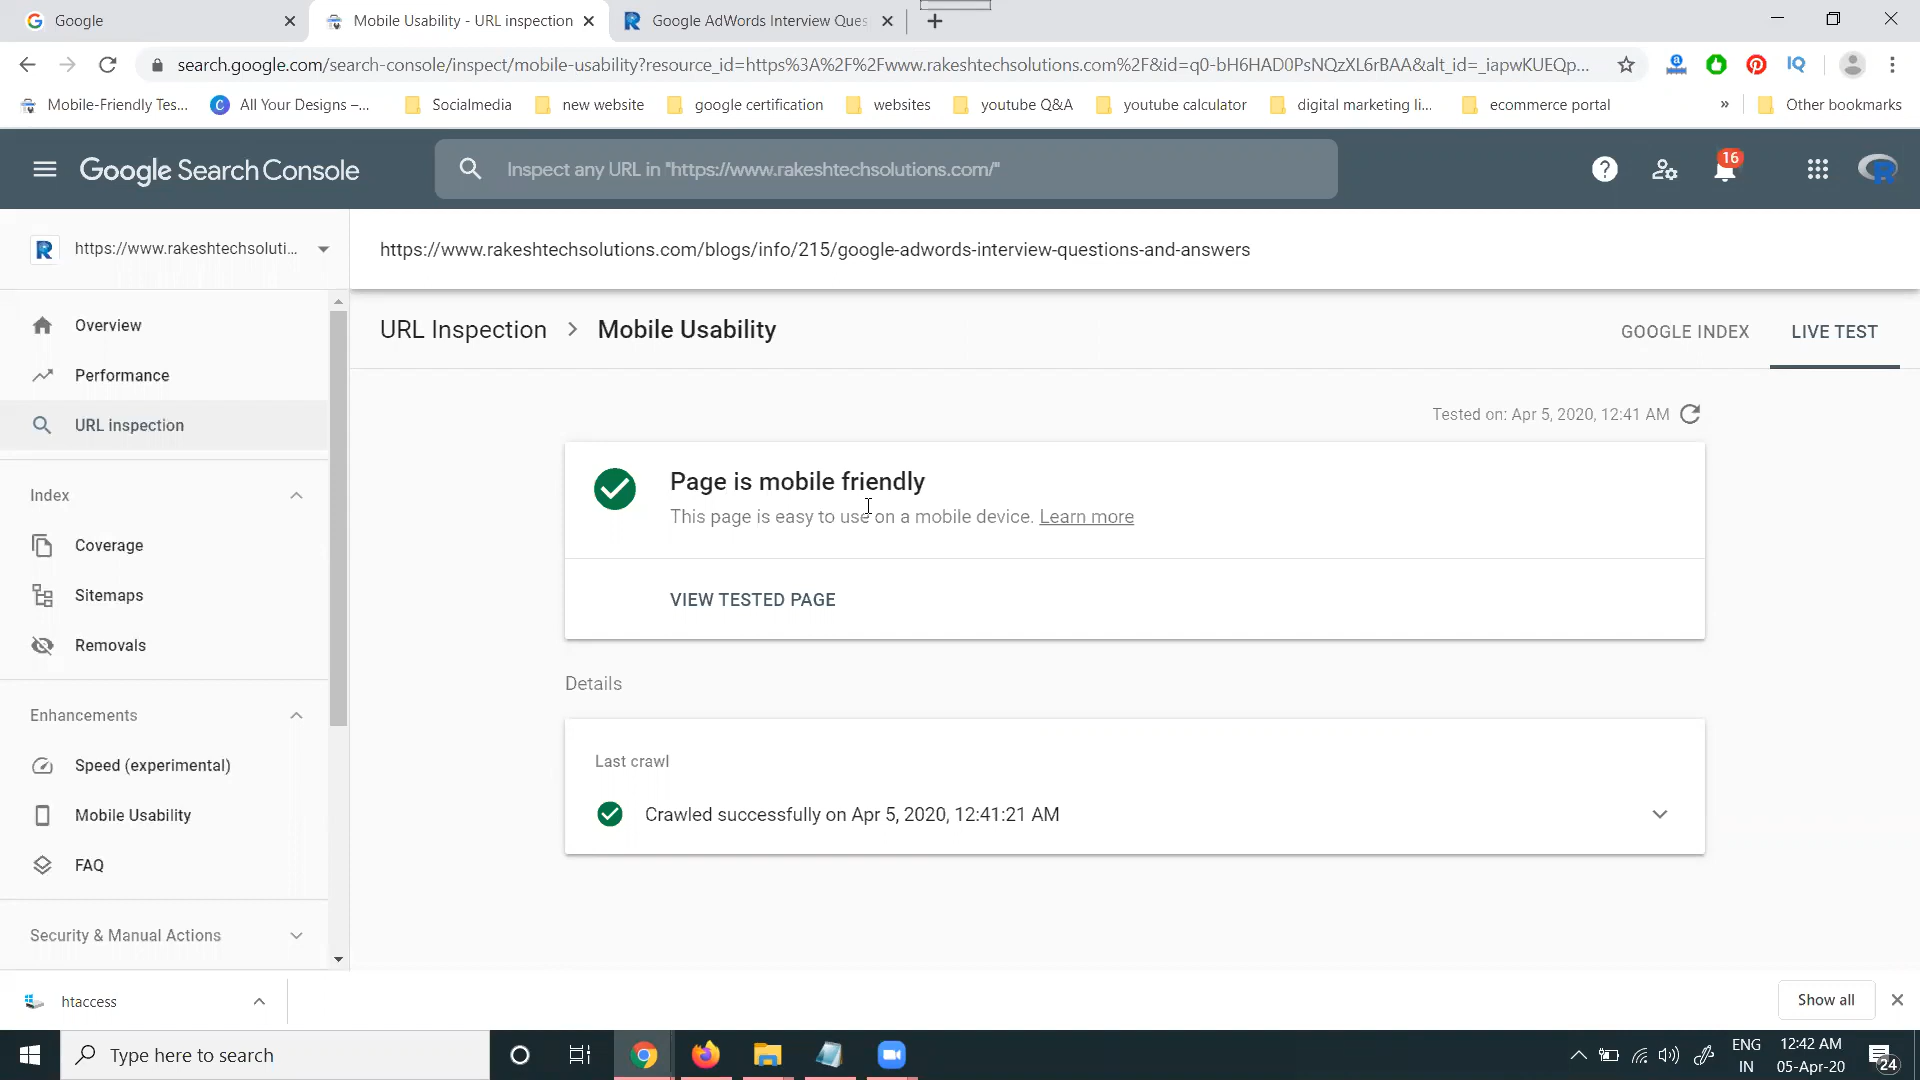 Google
Mobile Usability - URL inspection
Google AdWords Interview Ques
search.google.com/search-console/inspect/mobile-usability?resource_id=https%3A%2F%2Fwww.rakeshtechsolutions.com%2F&id=q0-bH6HAD0PsNQzXL6rBAA&alt_id=_iapwKUEQp...
Mobile-Friendly Tes...
All Your Designs –...
Socialmedia
new website
google certification
websites
youtube Q&A
youtube calculator
digital marketing li...
ecommerce portal
»
Other bookmarks
Google Search Console
Inspect any URL in "https://www.rakeshtechsolutions.com/"
16
https://www.rakeshtechsoluti...
https://www.rakeshtechsolutions.com/blogs/info/215/google-adwords-interview-questions-and-answers
Overview
Performance
URL inspection
Index
Coverage
Sitemaps
Removals
Enhancements
Speed (experimental)
Mobile Usability
FAQ
Security & Manual Actions
URL Inspection > Mobile Usability
GOOGLE INDEX
LIVE TEST
Tested on: Apr 5, 2020, 12:41 AM
Page is mobile friendly
This page is easy to use on a mobile device. Learn more
VIEW TESTED PAGE
Details
Last crawl
Crawled successfully on Apr 5, 2020, 12:41:21 AM
htaccess
Show all
Type here to search
ENG
IN
12:42 AM
05-Apr-20
24